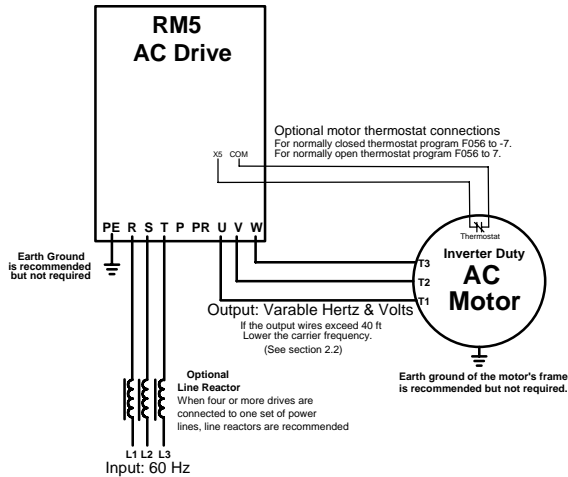 RM5
AC Drive
Optional motor thermostat connections
For normally closed thermostat program F056 to -7.
For normally open thermostat program F056 to 7.
X5 COM
Thermostat
PE R S T P PR U V W
Earth Ground
is recommended
but not required
Inverter Duty
AC
Motor
T3
T2
T1
Output: Varable Hertz & Volts
If the output wires exceed 40 ft
Lower the carrier frequency.
(See section 2.2)
Earth ground of the motor's frame
is recommended but not required.
Optional
Line Reactor
When four or more drives are
connected to one set of power
lines, line reactors are recommended
L1 L2 L3
Input: 60 Hz